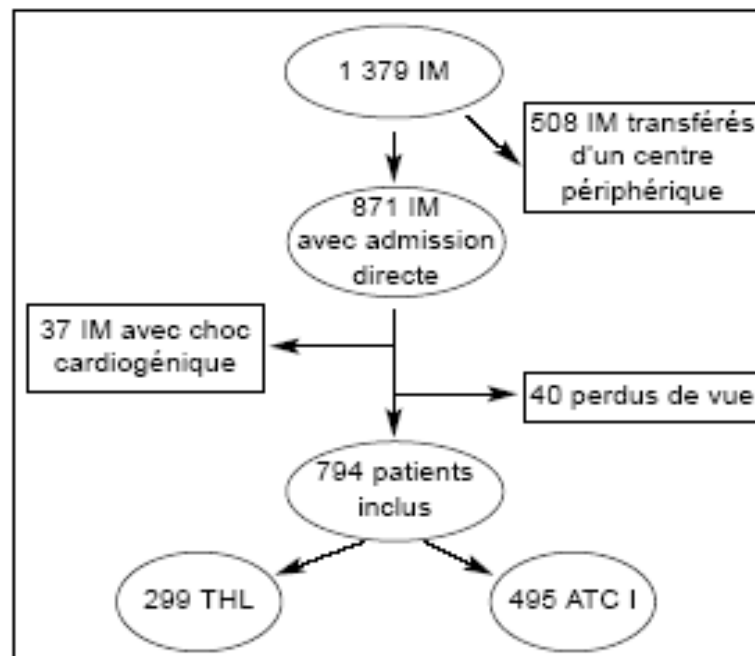 1 379 IM
508 IM transférés
d'un centre
périphérique
871 IM
avec admission
directe
37 IM avec choc
cardiogénique
40 perdus de vue
794 patients
inclus
299 THL
495 ATC I